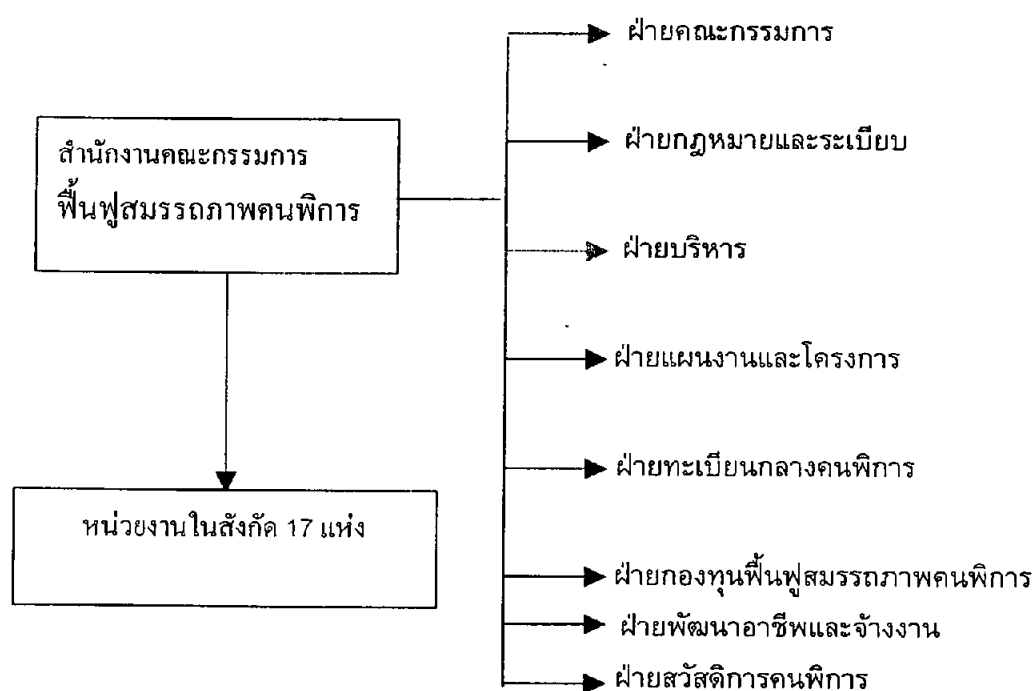 สำนักงานคณะกรรมการ
ฟื้นฟูสมรรถภาพคนพิการ
หน่วยงานในสังกัด 17 แห่ง
ฝ่ายคณะกรรมการ
ฝ่ายกฎหมายและระเบียบ
ฝ่ายบริหาร
ฝ่ายแผนงานและโครงการ
ฝ่ายทะเบียนกลางคนพิการ
ฝ่ายกองทุนฟื้นฟูสมรรถภาพคนพิการ
ฝ่ายพัฒนาอาชีพและจ้างงาน
ฝ่ายสวัสดิการคนพิการ